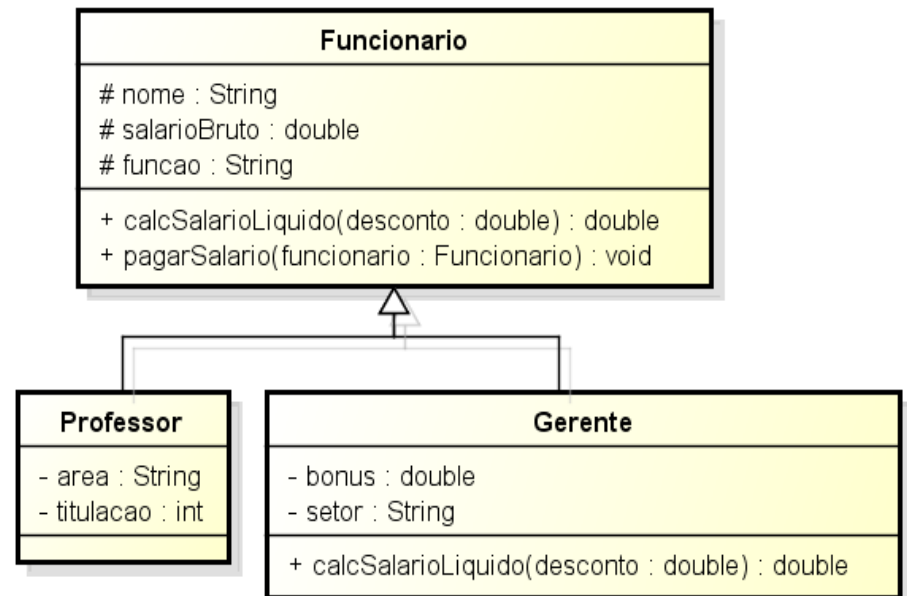 Funcionario
# nome : String
# salarioBruto : double
# funcao : String
+ calcSalarioLiquido(desconto : double) : double
+ pagarSalario(funcionario : Funcionario) : void
Professor
- area : String
- titulacao : int
Gerente
- bonus : double
- setor : String
+ calcSalarioLiquido(desconto : double) : double